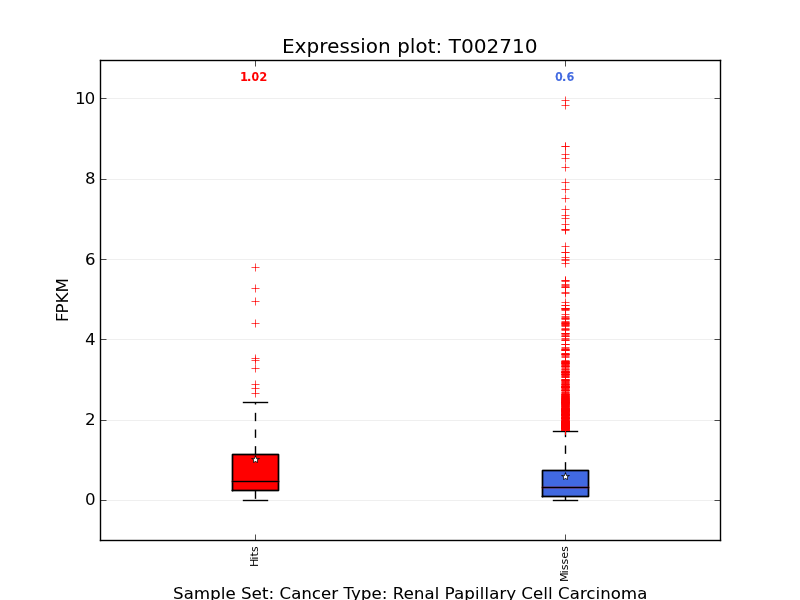 Expression plot: T002710
1.02
0.6
10
8
6
4
2
0
FPKM
Hits
Misses
Sample Set: Cancer Type: Renal Papillary Cell Carcinoma